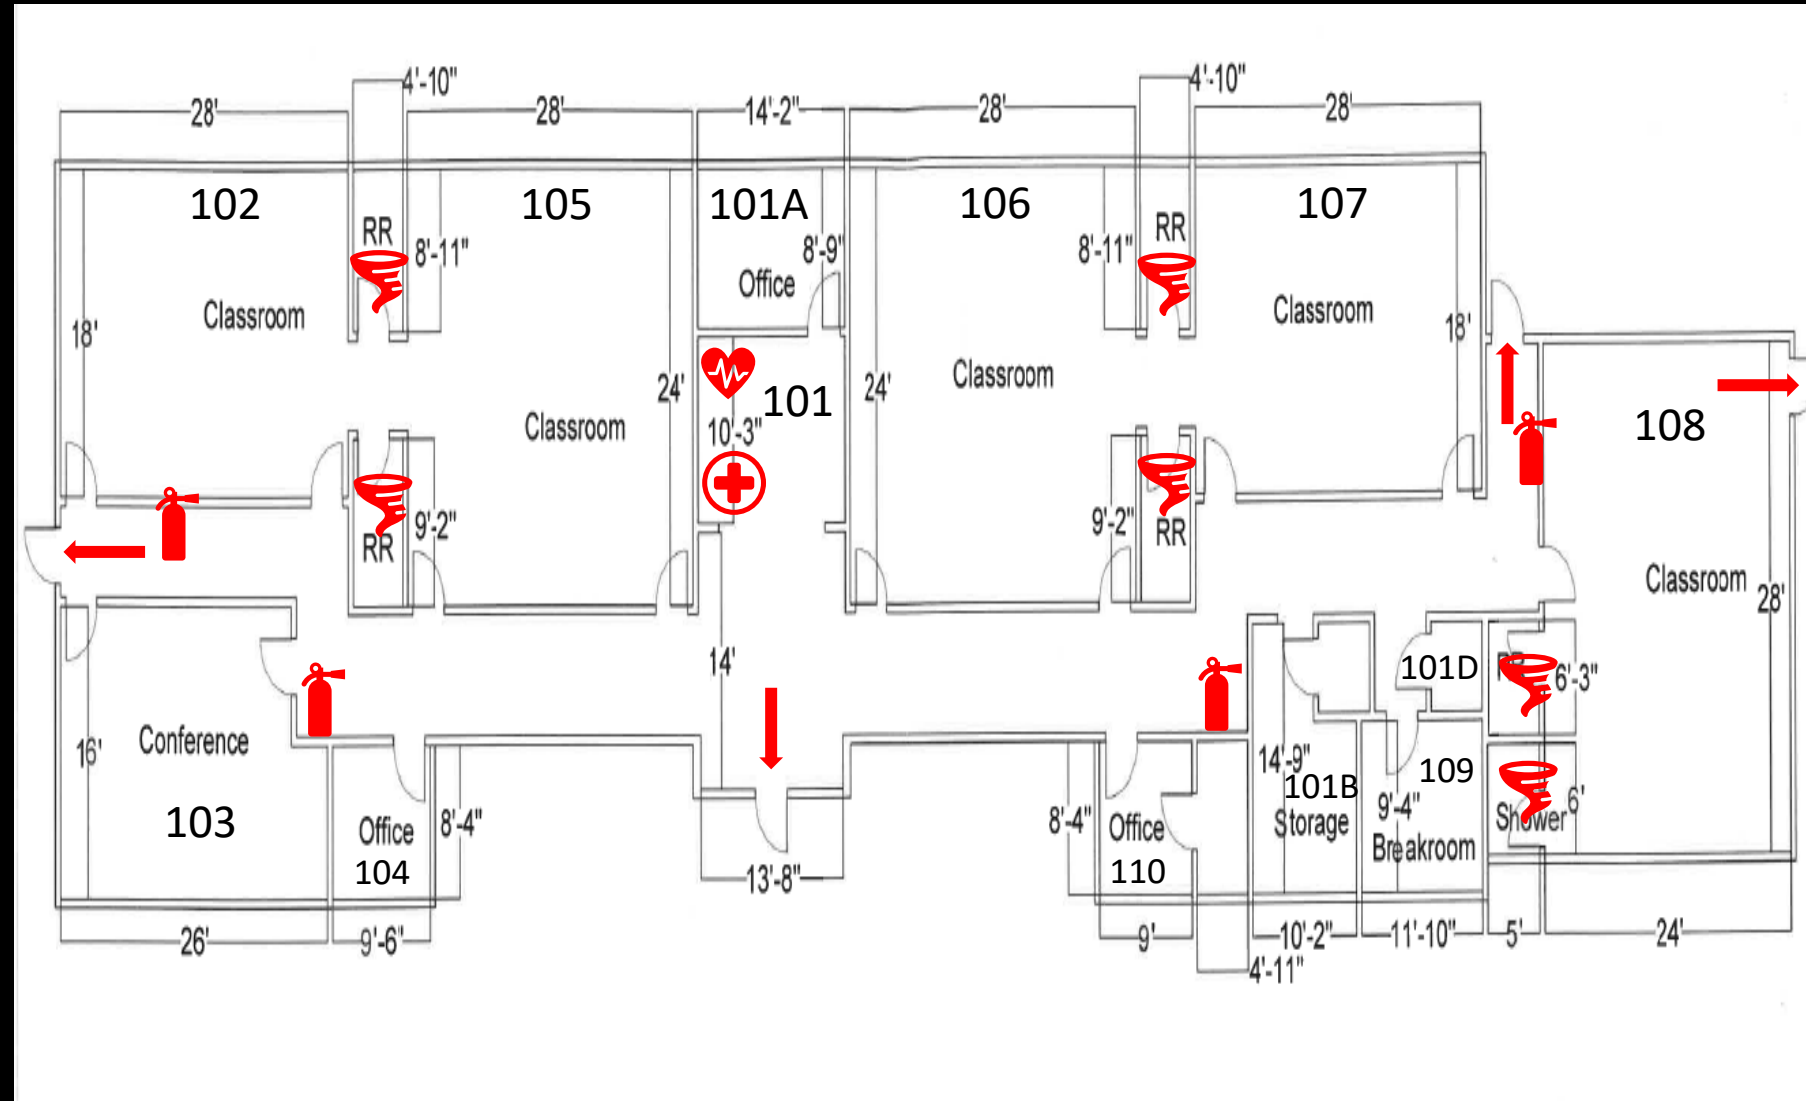 4'-10"
4'-10"
28'
28'
14'-2"
28'
28'
102
105
101A
106
107
RR
RR
8'-11"
8'-9"
8'-11"
Office
Classroom
Classroom
18'
18'
24'
101
24'
Classroom
108
10'-3"
Classroom
9'-2"
9'-2"
RR
RR
Classroom
28'
14'
101D
RR
6'-3"
Conference
16'
14'-9"
109
101B
9'-4"
6'
103
Office
8'-4"
8'-4"
Office
Storage
Shower
Breakroom
104
13'-8"
110
26'
9'-6"
9'
10'-2"
11'-10"
5'
24'
4'-11"